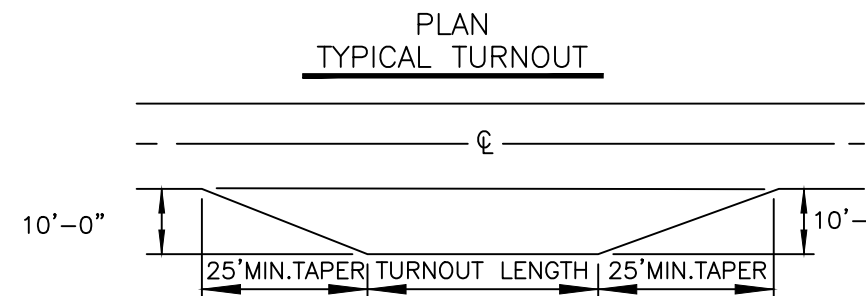 PLAN
TYPICAL TURNOUT
℄
10'-0"
10'-
25'MIN.TAPER TURNOUT LENGTH 25'MIN.TAPER